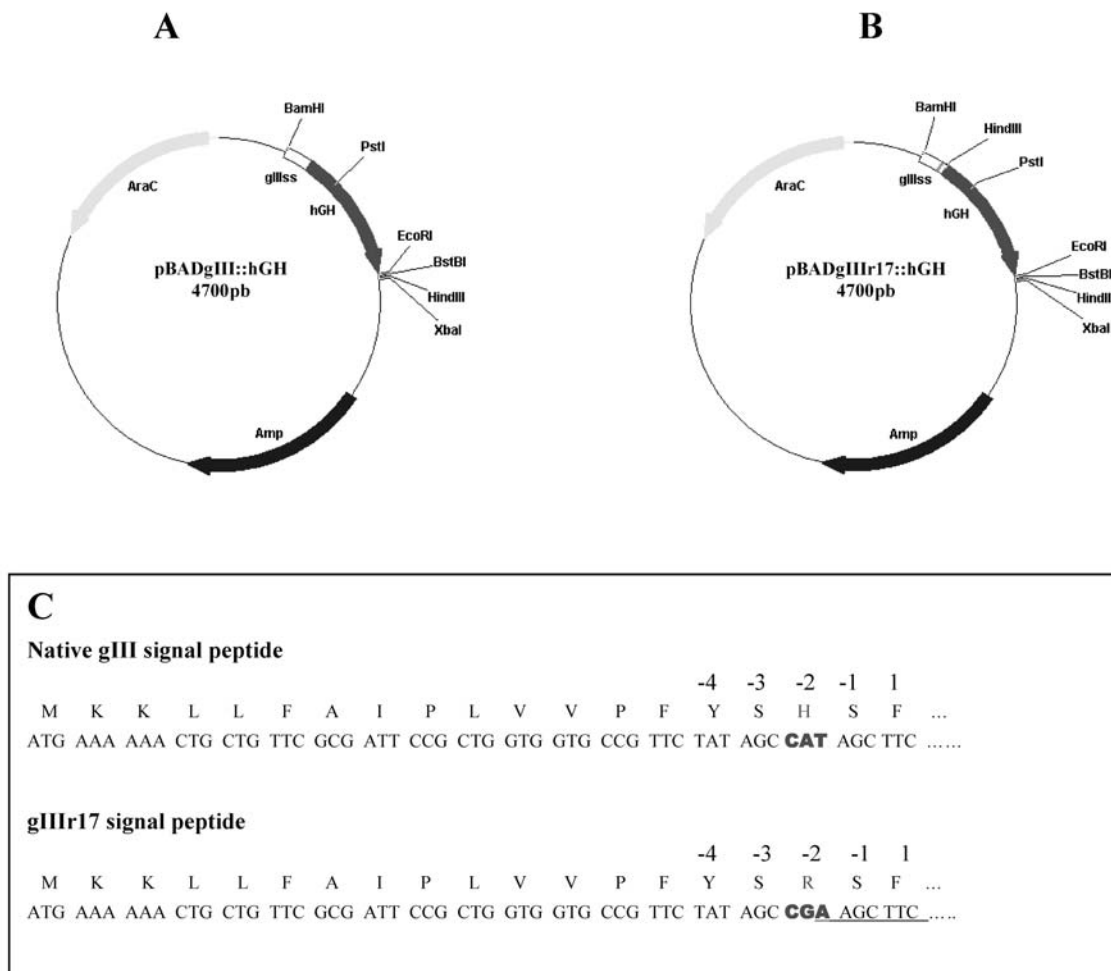 A
BamHI
PstI
gIIIss
AraC
hGH
EcoRI
BstBI
HindIII
XbaI
pBADgIII::hGH
4700pb
Amp
B
BamHI
HindIII
PstI
gIIIss
AraC
hGH
EcoRI
BstBI
HindIII
XbaI
pBADgIIIr17::hGH
4700pb
Amp
C
Native gIII signal peptide
-4 -3 -2 -1 1
M K K L L F A I P L V V P F Y S H S F ...
ATG AAA AAA CTG CTG TTC GCG ATT CCG CTG GTG GTG CCG TTC TAT AGC CAT AGC TTC ......
gIIIr17 signal peptide
-4 -3 -2 -1 1
M K K L L F A I P L V V P F Y S R S F ...
ATG AAA AAA CTG CTG TTC GCG ATT CCG CTG GTG GTG CCG TTC TAT AGC CGA AGC TTC .....